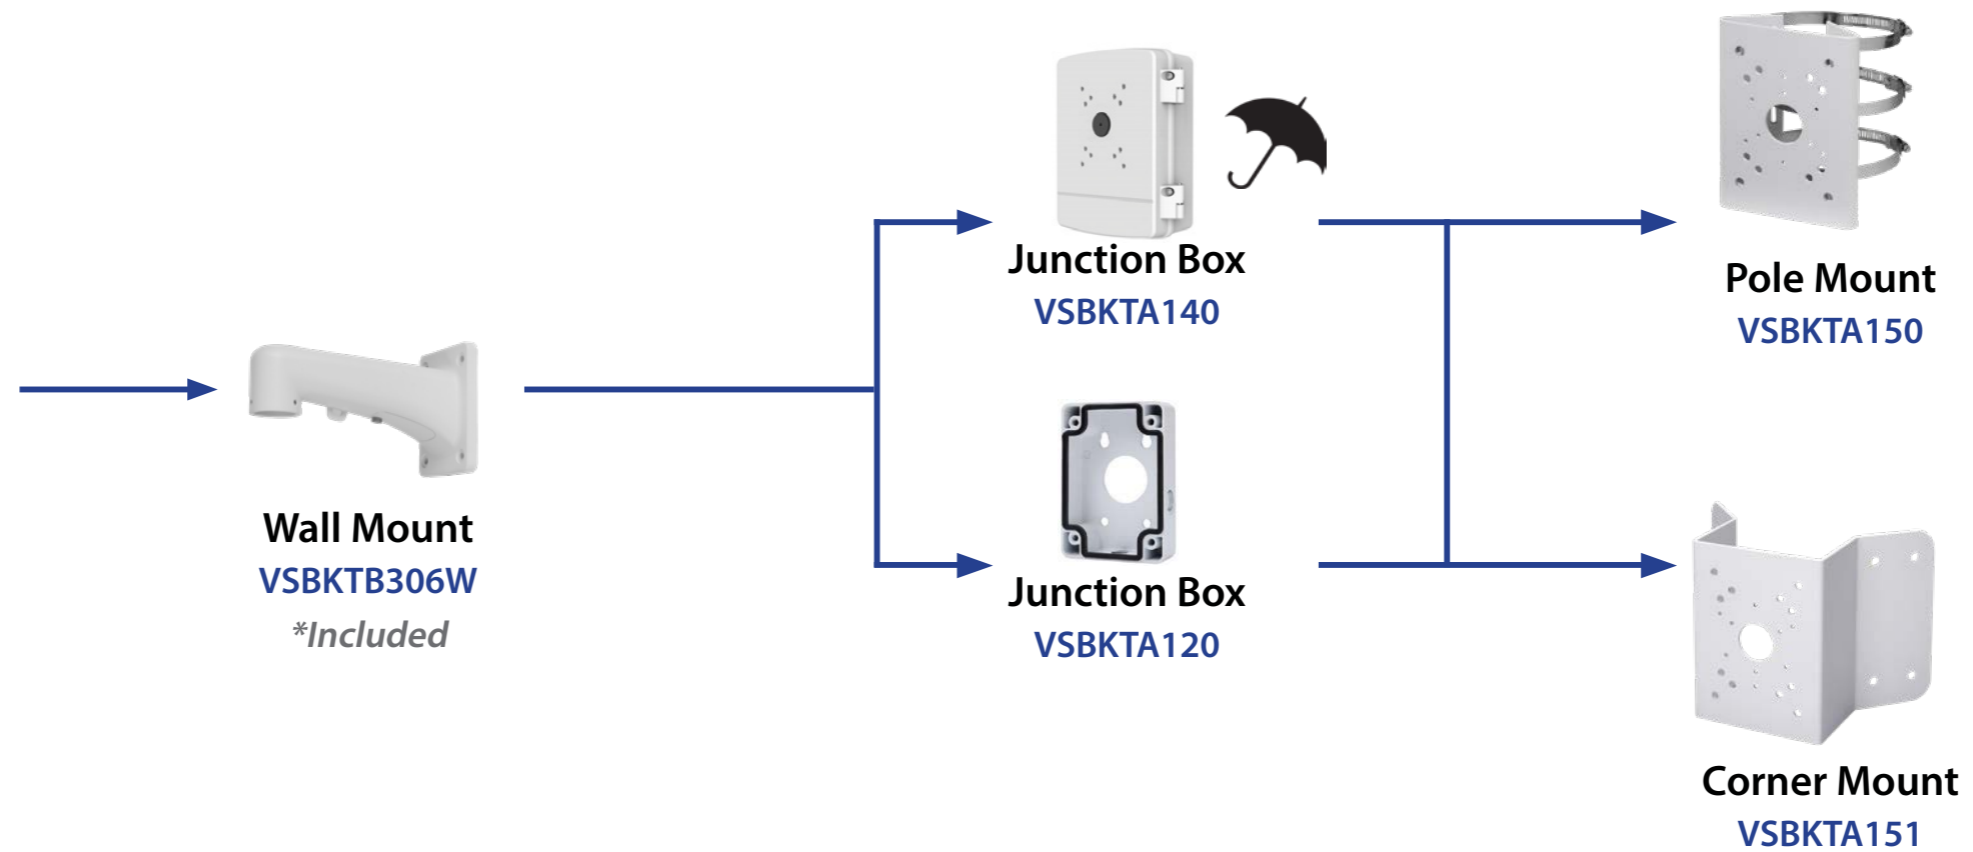 Wall Mount
VSBKTB306W
*Included
Junction Box
VSBKTA140
Junction Box
VSBKTA120
Pole Mount
VSBKTA150
Corner Mount
VSBKTA151